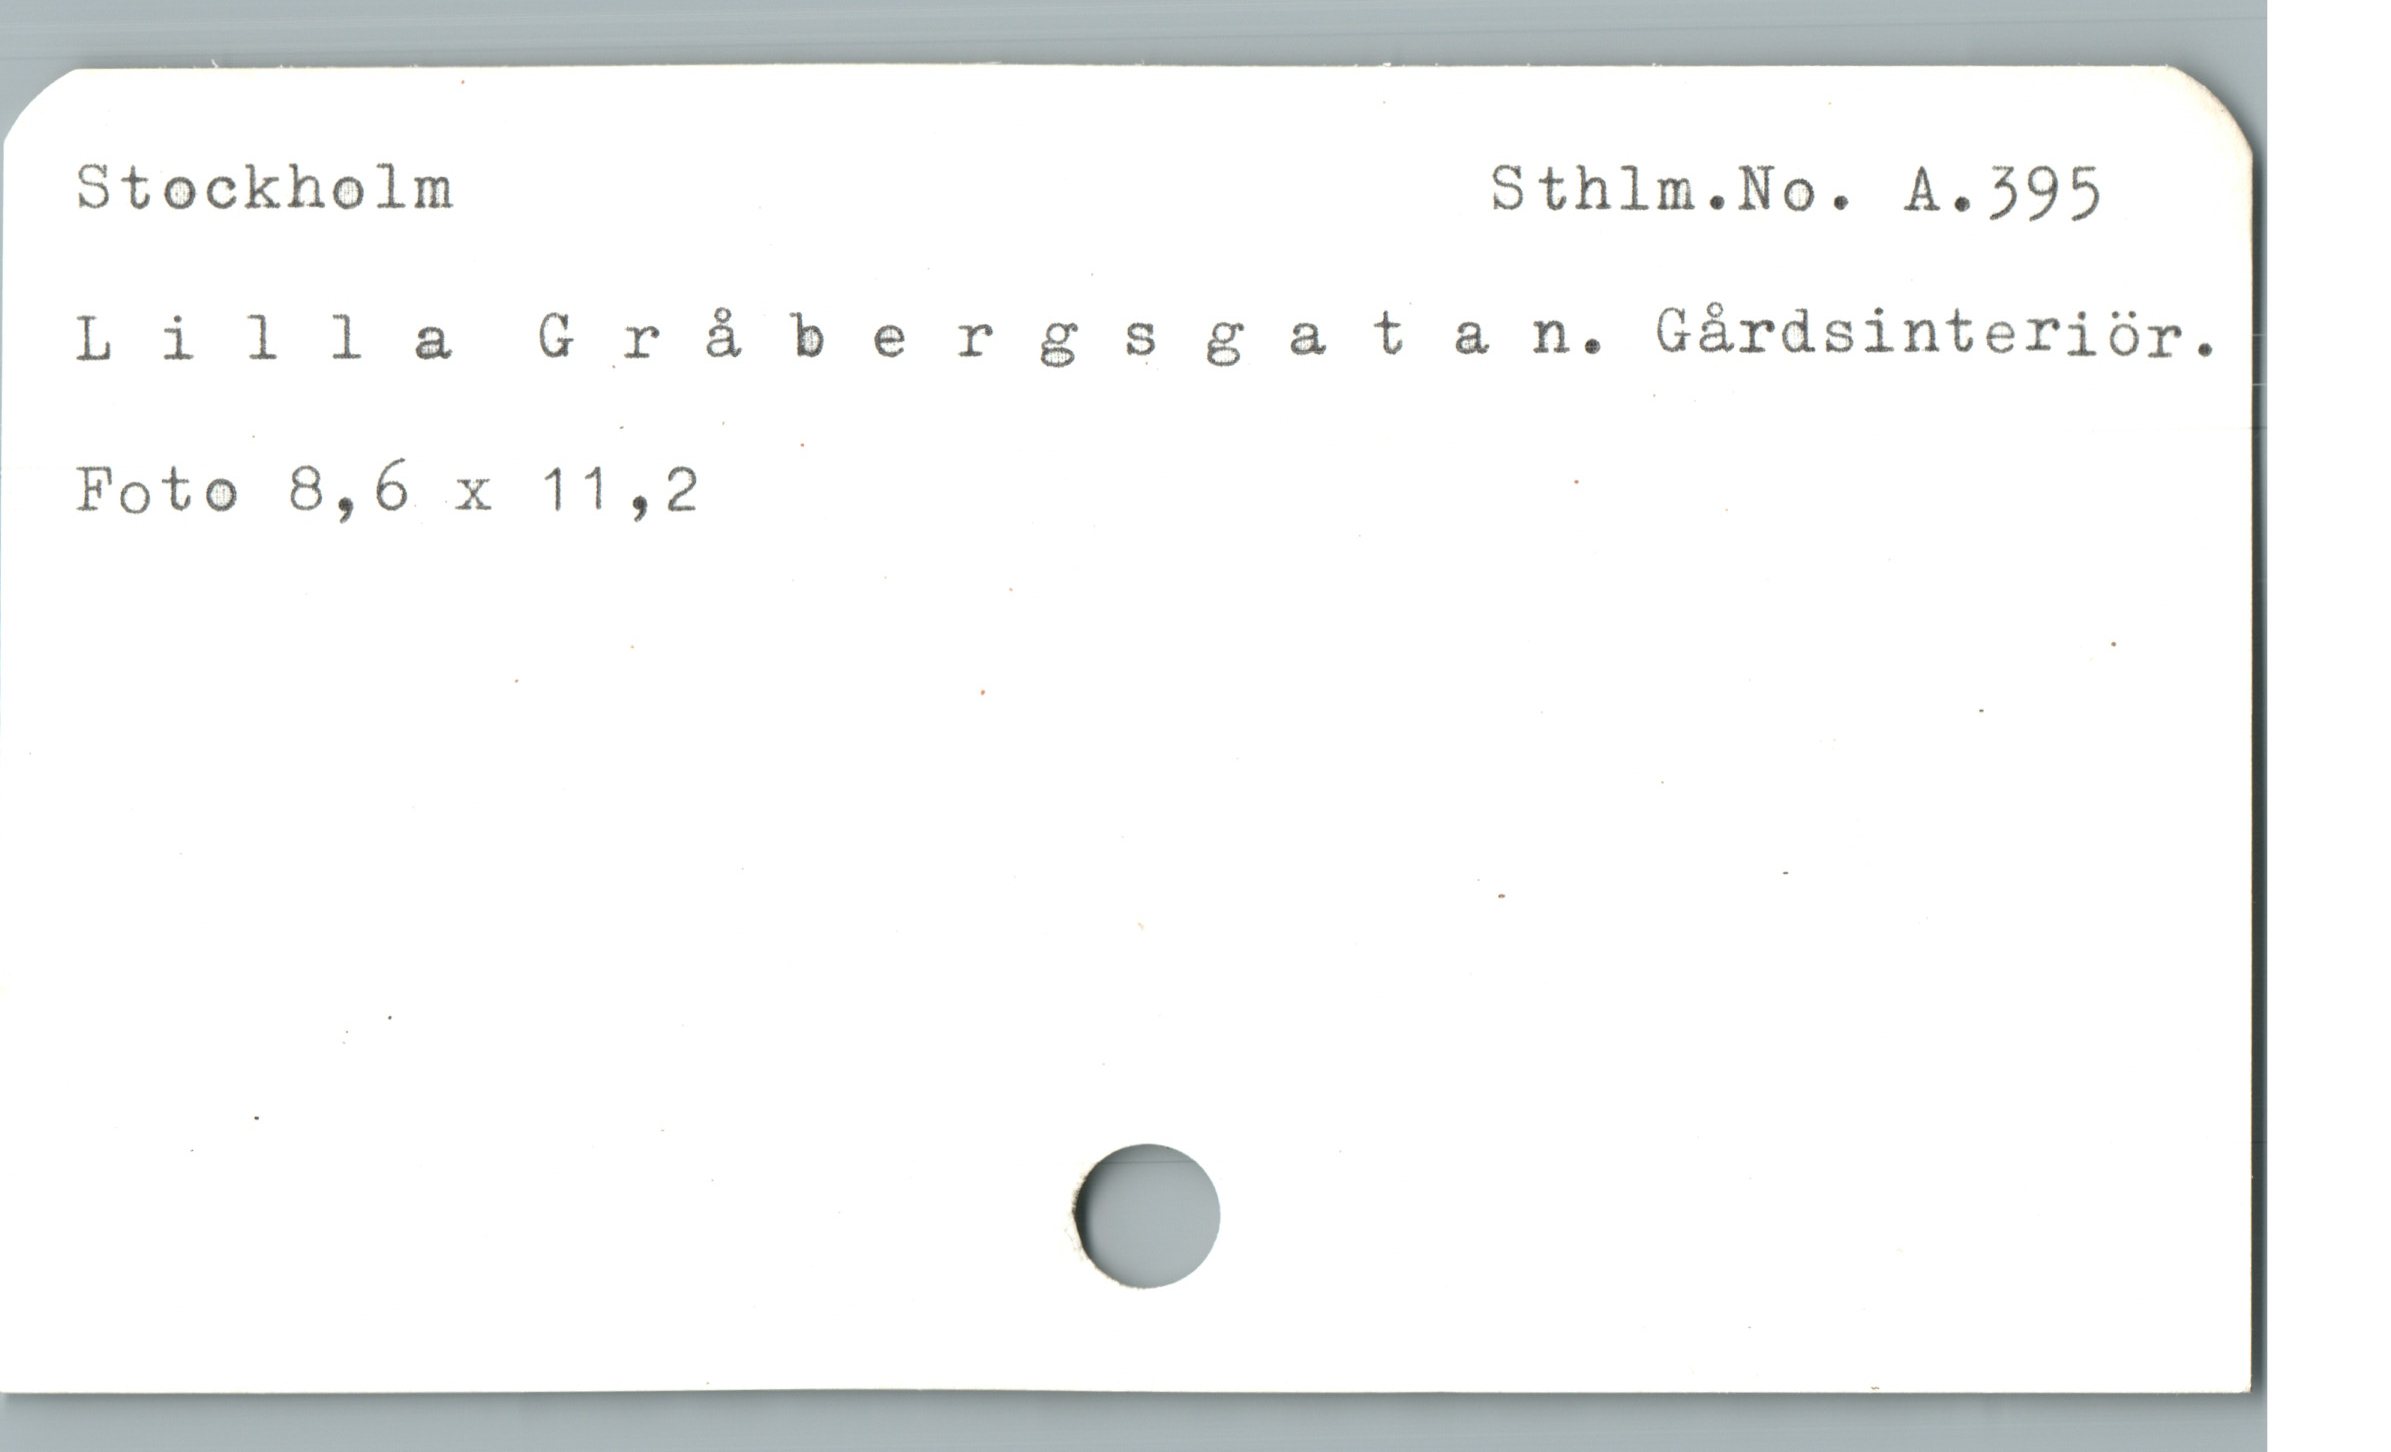 Stockholm Sthlm.No. A.395
L i l l a G r å b e r g s g a t a n. Gårdsinteriör.
Foto 8,6 x 11,2